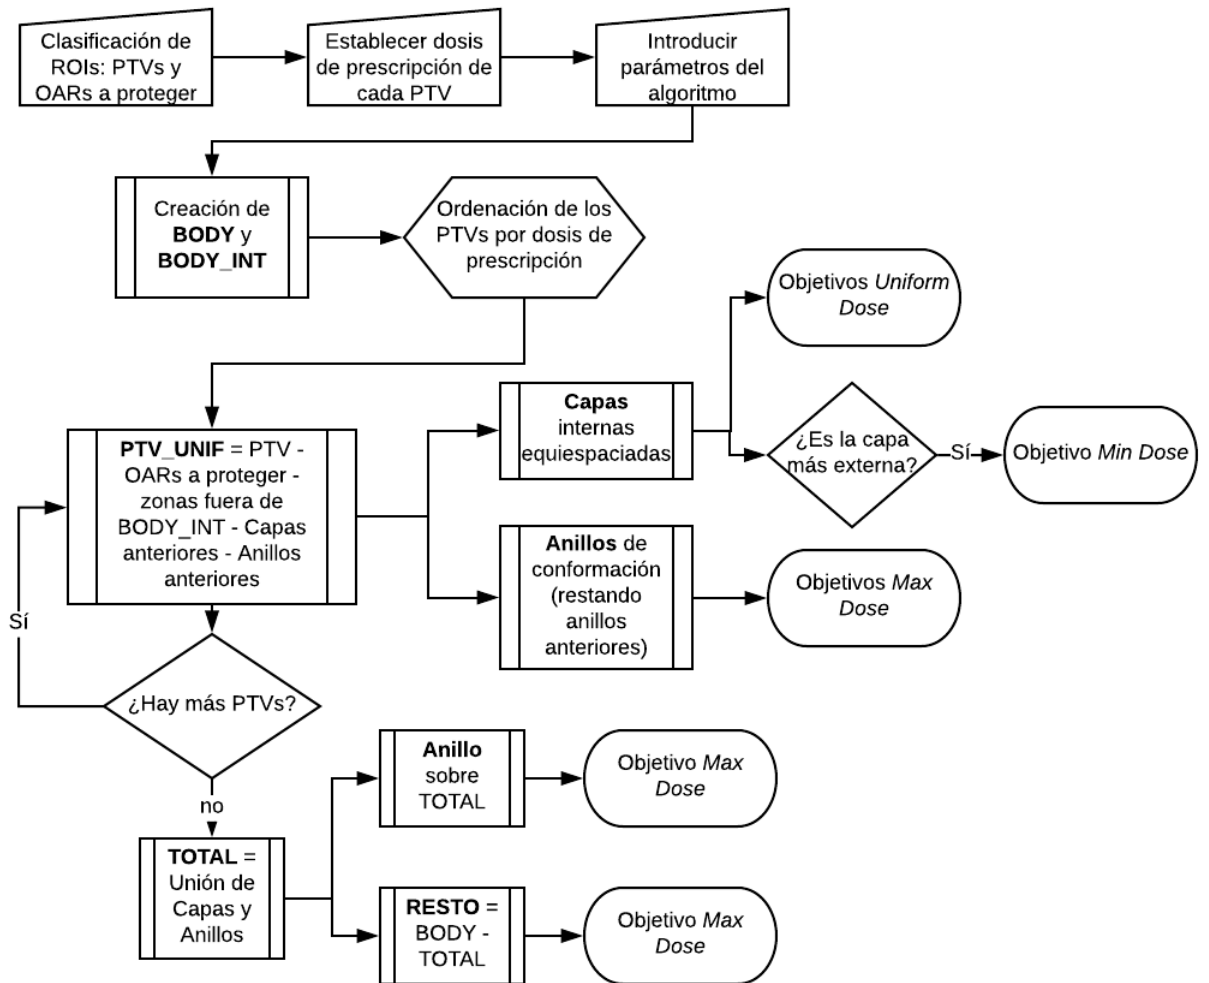 Clasificación de
ROIs: PTVs y
OARs a proteger
Establecer dosis
de prescripción de
cada PTV
Introducir
parámetros del
algoritmo
Creación de
BODY y
BODY_INT
Ordenación de los
PTVs por dosis de
prescripción
Objetivos Uniform
Dose
Capas
internas
equiespaciadas
¿Es la capa
más externa?
Sí
Objetivo Min Dose
PTV_UNIF = PTV -
OARs a proteger -
zonas fuera de
BODY_INT - Capas
anteriores - Anillos
anteriores
Anillos de
conformación
(restando
anillos
anteriores)
Objetivos Max
Dose
Sí
¿Hay más PTVs?
no
Anillo
sobre
TOTAL
Objetivo Max
Dose
TOTAL =
Unión de
Capas y
Anillos
RESTO =
BODY -
TOTAL
Objetivo Max
Dose